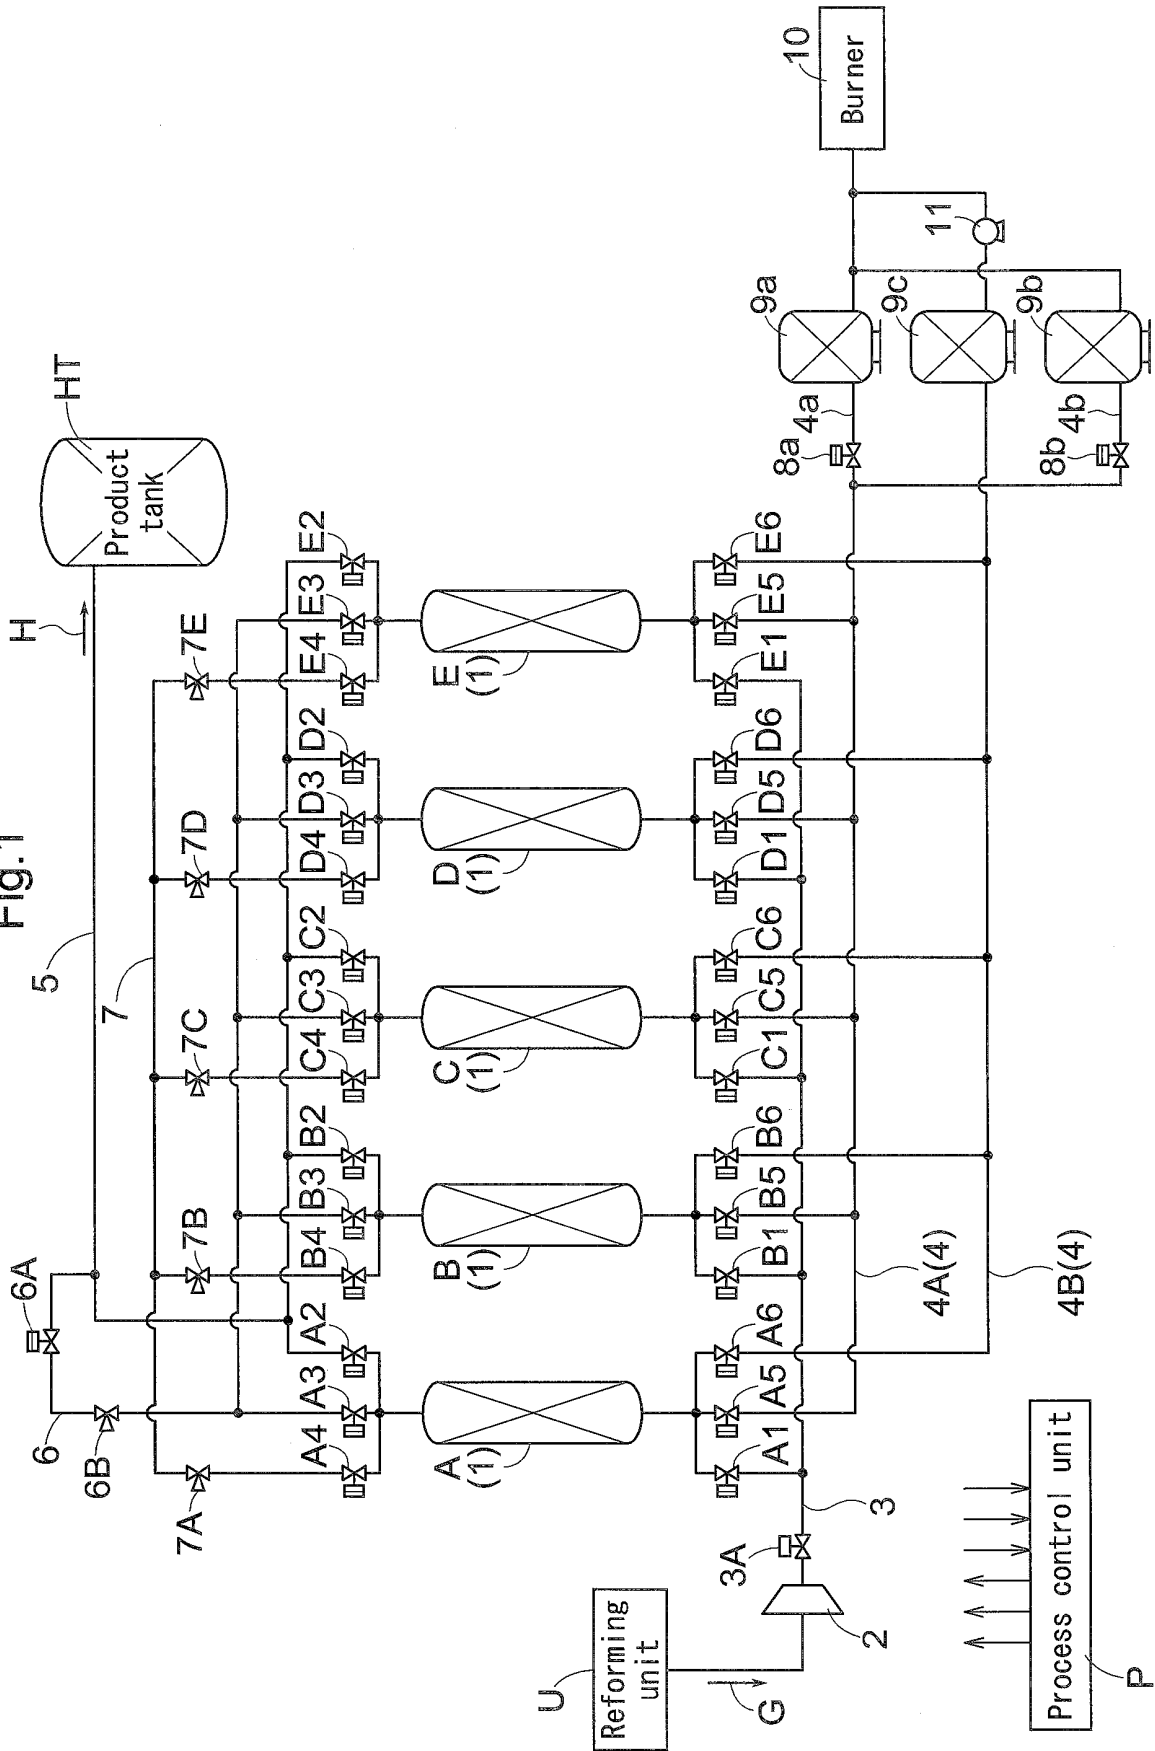 Fig.1
HT
Product
tank
H
5
7
6A
6
6B
7A
7B
7C
7D
7E
A4
A3
A2
B4
B3
B2
C4
C3
C2
D4
D3
D2
E4
E3
E2
A
(1)
B
(1)
C
(1)
D
(1)
E
(1)
A1
A5
A6
B1
B5
B6
C1
C5
C6
D1
D5
D6
E1
E5
E6
U
Reforming
unit
G
2
3A
3
4A(4)
4B(4)
8a
4a
9a
9c
8b
4b
9b
11
10
Burner
Process control unit
P